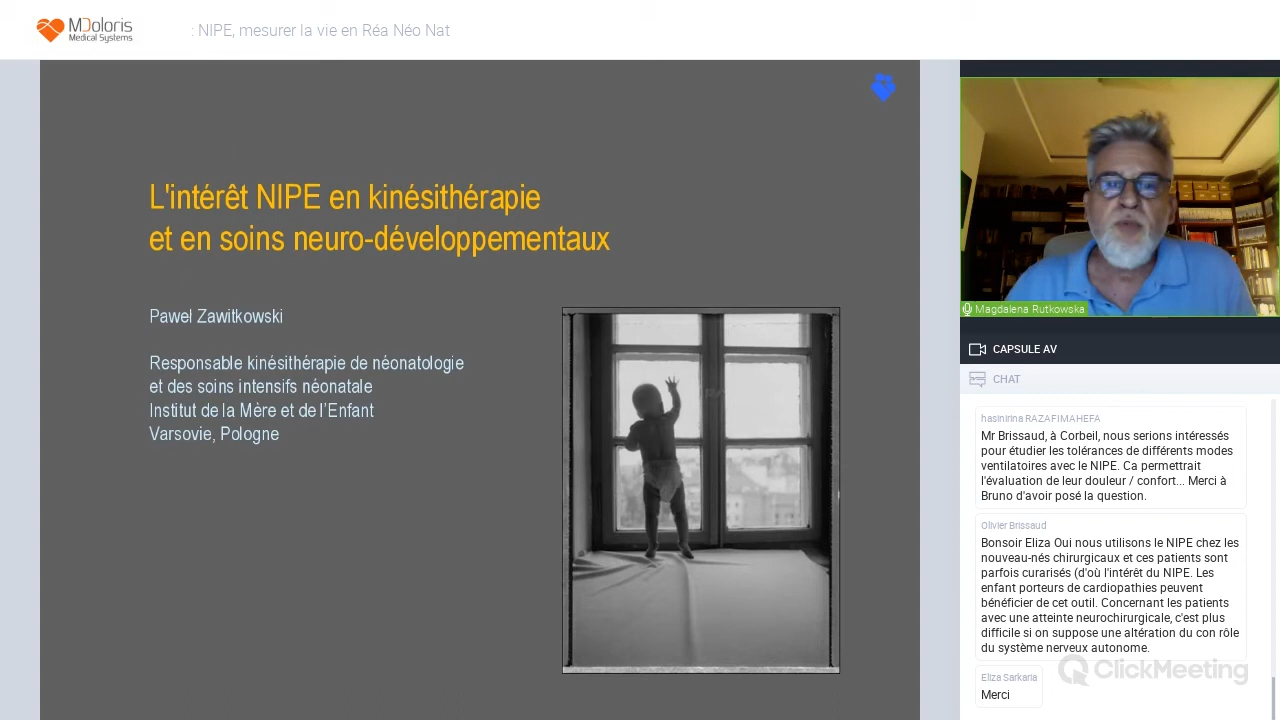 MDoloris
Medical Systems
: NIPE, mesurer la vie en Réa Néo Nat
L'intérêt NIPE en kinésithérapie
et en soins neuro-développementaux
Paweł Zawitkowski
Responsable kinésithérapie de néonatologie
et des soins intensifs néonatale
Institut de la Mère et de l'Enfant
Varsovie, Pologne
Magdalena Rutkowska
CAPSULE AV
CHAT
hasinirina RAZAFIMAHEFA
Mr Brissaud, à Corbeil, nous serions intéressés
pour étudier les tolérances de différents modes
ventilatoires avec le NIPE. Ca permettrait
l'évaluation de leur douleur / confort... Merci à
Bruno d'avoir posé la question.
Olivier Brissaud
Bonsoir Eliza Oui nous utilisons le NIPE chez les
nouveau-nés chirurgicaux et ces patients sont
parfois curarisés (d'où l'intérêt du NIPE. Les
enfant porteurs de cardiopathies peuvent
bénéficier de cet outil. Concernant les patients
avec une atteinte neurochirurgicale, c'est plus
difficile si on suppose une altération du con rôle
du système nerveux autonome.
Eliza Sarkaria
Merci
ClickMeeting